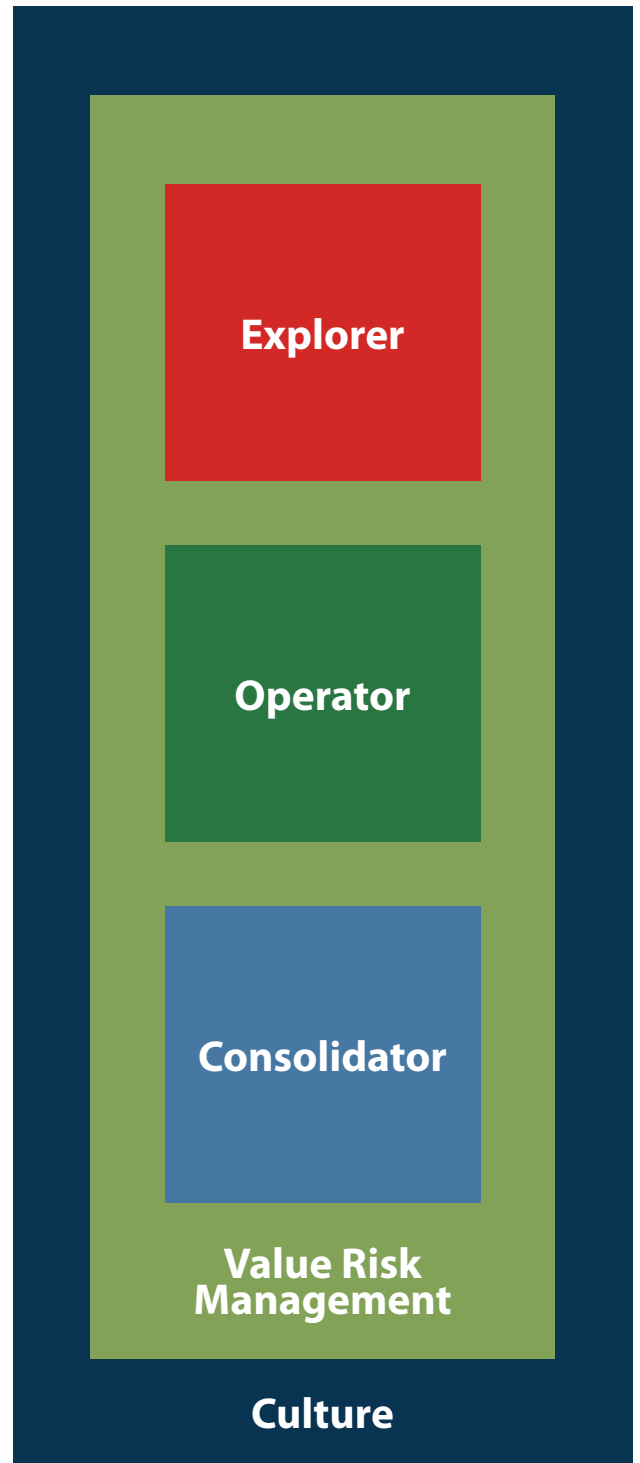 Explorer
Operator
Consolidator
Value Risk
Management
Culture